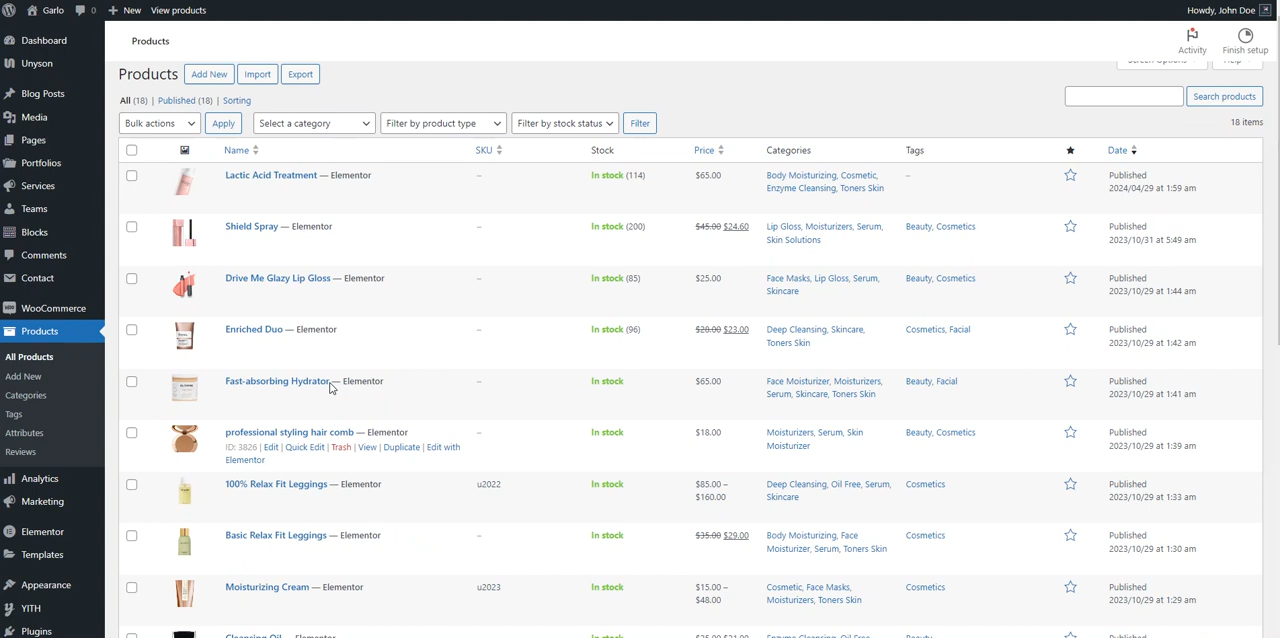 Garlo 0 New View products Howdy, John Doe
Dashboard
Unyson
Blog Posts
Media
Pages
Portfolios
Services
Teams
Blocks
Comments
Contact
WooCommerce
Products
All Products
Add New
Categories
Tags
Attributes
Reviews
Analytics
Marketing
Elementor
Templates
Appearance
YITH
Plugins
Products
Activity
Finish setup
Products Add New Import Export
Screen Options Help
All (18) | Published (18) | Sorting
Search products
Bulk actions Apply Select a category Filter by product type Filter by stock status Filter
18 items
Name SKU Stock Price Categories Tags Date
Lactic Acid Treatment — Elementor – In stock (114) $65.00 Body Moisturizing, Cosmetic, – Published
Enzyme Cleansing, Toners Skin 2024/04/29 at 1:59 am
Shield Spray — Elementor – In stock (200) $45.00 $24.60 Lip Gloss, Moisturizers, Serum, Beauty, Cosmetics Published
Skin Solutions 2023/10/31 at 5:49 am
Drive Me Glazy Lip Gloss — Elementor – In stock (85) $25.00 Face Masks, Lip Gloss, Serum, Beauty, Cosmetics Published
Skincare 2023/10/29 at 1:44 am
Enriched Duo — Elementor – In stock (96) $28.00 $23.00 Deep Cleansing, Skincare, Cosmetics, Facial Published
Toners Skin 2023/10/29 at 1:42 am
Fast-absorbing Hydrator — Elementor – In stock $65.00 Face Moisturizer, Moisturizers, Beauty, Facial Published
Serum, Skincare, Toners Skin 2023/10/29 at 1:41 am
professional styling hair comb — Elementor – In stock $18.00 Moisturizers, Serum, Skin Beauty, Cosmetics Published
ID: 3826 | Edit | Quick Edit | Trash | View | Duplicate | Edit with Moisturizer 2023/10/29 at 1:39 am
Elementor
100% Relax Fit Leggings — Elementor u2022 In stock $85.00 – Deep Cleansing, Oil Free, Serum, Cosmetics Published
$160.00 Skincare 2023/10/29 at 1:33 am
Basic Relax Fit Leggings — Elementor – In stock $35.00 $29.00 Body Moisturizing, Face Cosmetics Published
Moisturizer, Serum, Toners Skin 2023/10/29 at 1:30 am
Moisturizing Cream — Elementor u2023 In stock $15.00 – Cosmetic, Face Masks, Cosmetics Published
$48.00 Moisturizers, Toners Skin 2023/10/29 at 1:29 am
Cleansing Oil — Elementor – In stock $25.00 $21.00 Enzyme Cleansing, Oil Free, Beauty, Published